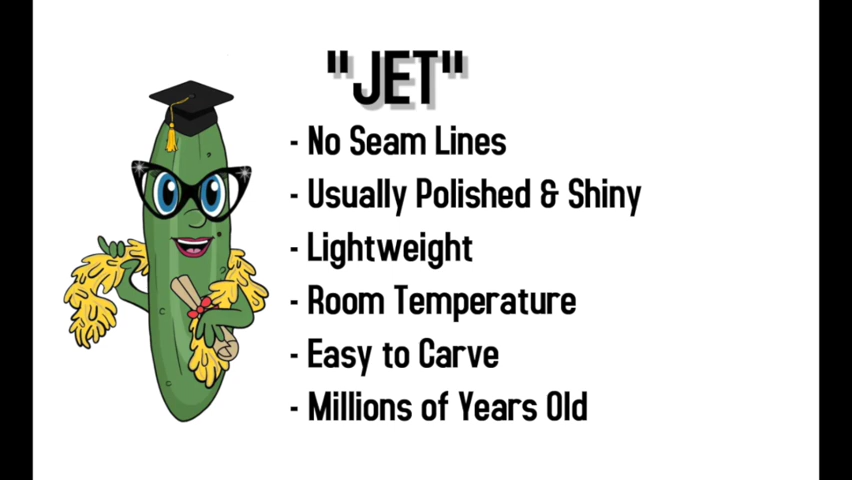 "JET"
- No Seam Lines
- Usually Polished & Shiny
- Lightweight
- Room Temperature
- Easy to Carve
- Millions of Years Old